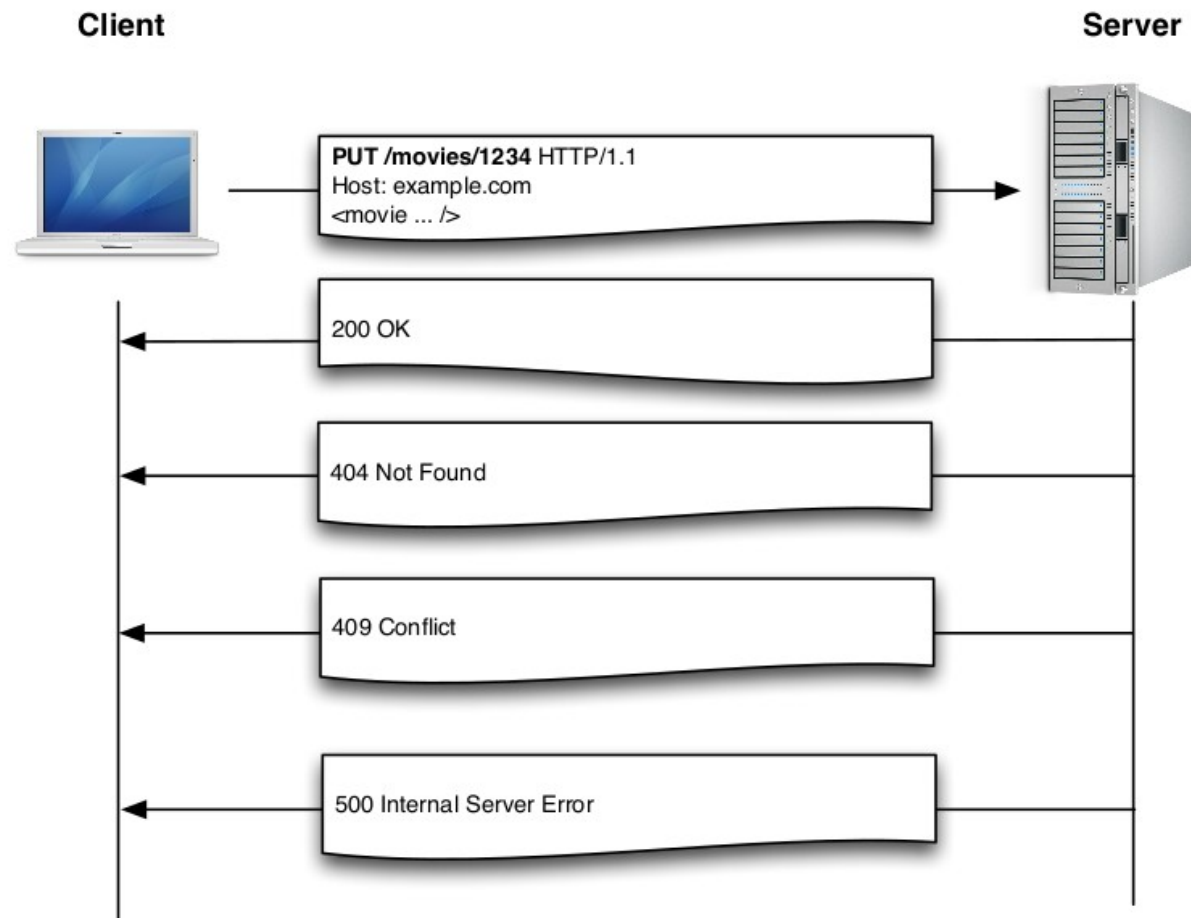 Client
Server
PUT /movies/1234 HTTP/1.1
Host: example.com
<movie ... />
200 OK
404 Not Found
409 Conflict
500 Internal Server Error